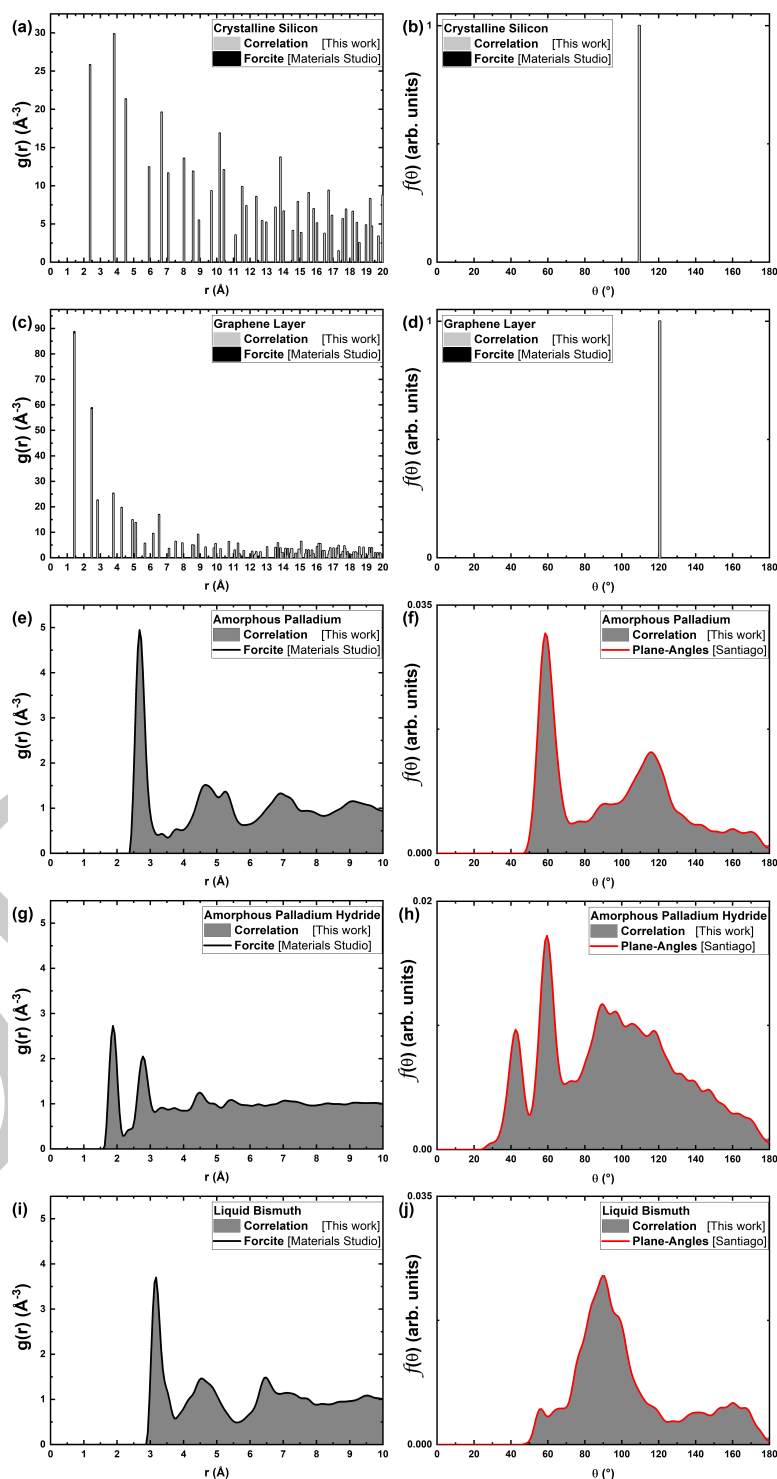 (a)
Crystalline Silicon
Correlation [This work]
Forcite [Materials Studio]
g(r) (Å-3)
30
25
20
15
10
5
0
0 1 2 3 4 5 6 7 8 9 10 11 12 13 14 15 16 17 18 19 20
r (Å)
(b)
Crystalline Silicon
Correlation [This work]
Forcite [Materials Studio]
f(θ) (arb. units)
1
0
0 20 40 60 80 100 120 140 160 180
θ (°)
(c)
Graphene Layer
Correlation [This work]
Forcite [Materials Studio]
g(r) (Å-3)
90
80
70
60
50
40
30
20
10
0
0 1 2 3 4 5 6 7 8 9 10 11 12 13 14 15 16 17 18 19 20
r (Å)
(d)
Graphene Layer
Correlation [This work]
Forcite [Materials Studio]
f(θ) (arb. units)
1
0
0 20 40 60 80 100 120 140 160 180
θ (°)
(e)
Amorphous Palladium
Correlation [This work]
Forcite [Materials Studio]
g(r) (Å-3)
5
4
3
2
1
0
0 1 2 3 4 5 6 7 8 9 10
r (Å)
(f)
Amorphous Palladium
Correlation [This work]
Plane-Angles [Santiago]
f(θ) (arb. units)
0.035
0.000
0 20 40 60 80 100 120 140 160 180
θ (°)
(g)
Amorphous Palladium Hydride
Correlation [This work]
Forcite [Materials Studio]
g(r) (Å-3)
5
4
3
2
1
0
0 1 2 3 4 5 6 7 8 9 10
r (Å)
(h)
Amorphous Palladium Hydride
Correlation [This work]
Plane-Angles [Santiago]
f(θ) (arb. units)
0.02
0.00
0 20 40 60 80 100 120 140 160 180
θ (°)
(i)
Liquid Bismuth
Correlation [This work]
Forcite [Materials Studio]
g(r) (Å-3)
5
4
3
2
1
0
0 1 2 3 4 5 6 7 8 9 10
r (Å)
(j)
Liquid Bismuth
Correlation [This work]
Plane-Angles [Santiago]
f(θ) (arb. units)
0.035
0.000
0 20 40 60 80 100 120 140 160 180
θ (°)